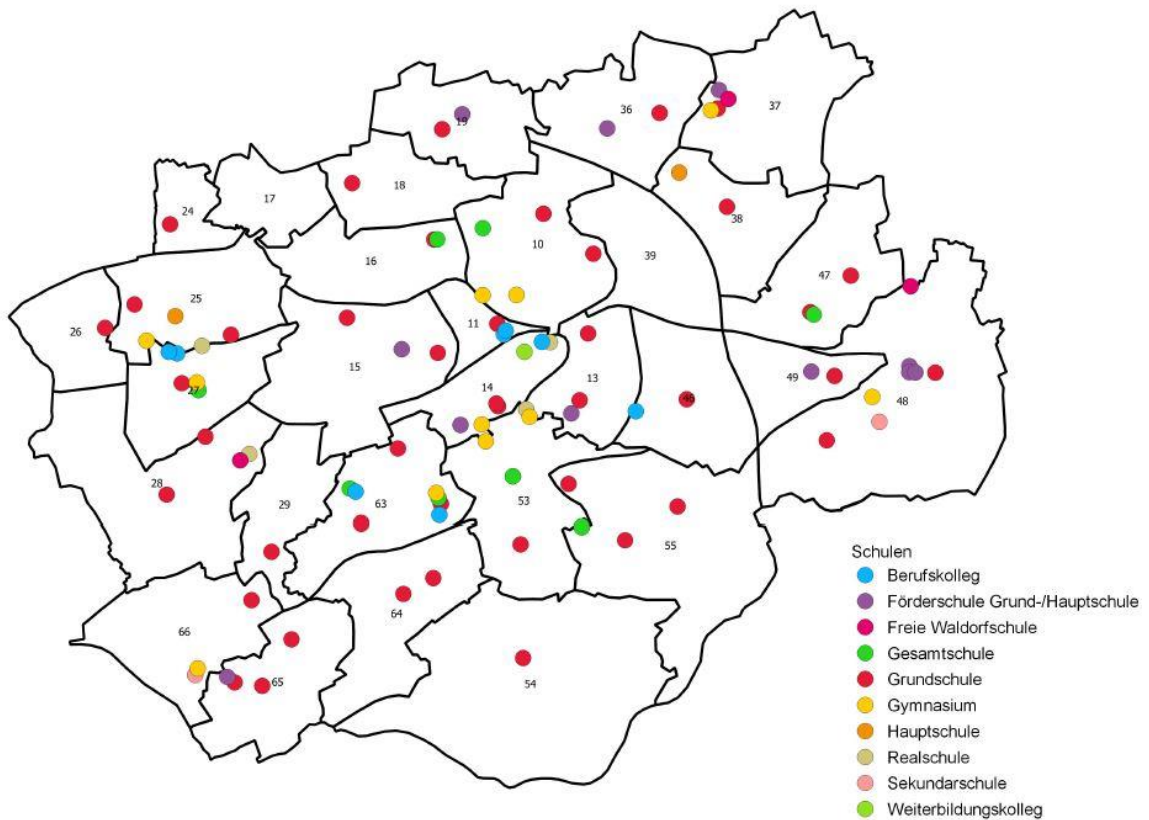 19
36
37
24
17
18
38
10
39
16
47
25
26
11
15
49
13
27
14
46
48
28
29
63
53
55
64
66
65
54
Schulen
Berufskolleg
Förderschule Grund-/Hauptschule
Freie Waldorfschule
Gesamtschule
Grundschule
Gymnasium
Hauptschule
Realschule
Sekundarschule
Weiterbildungskolleg